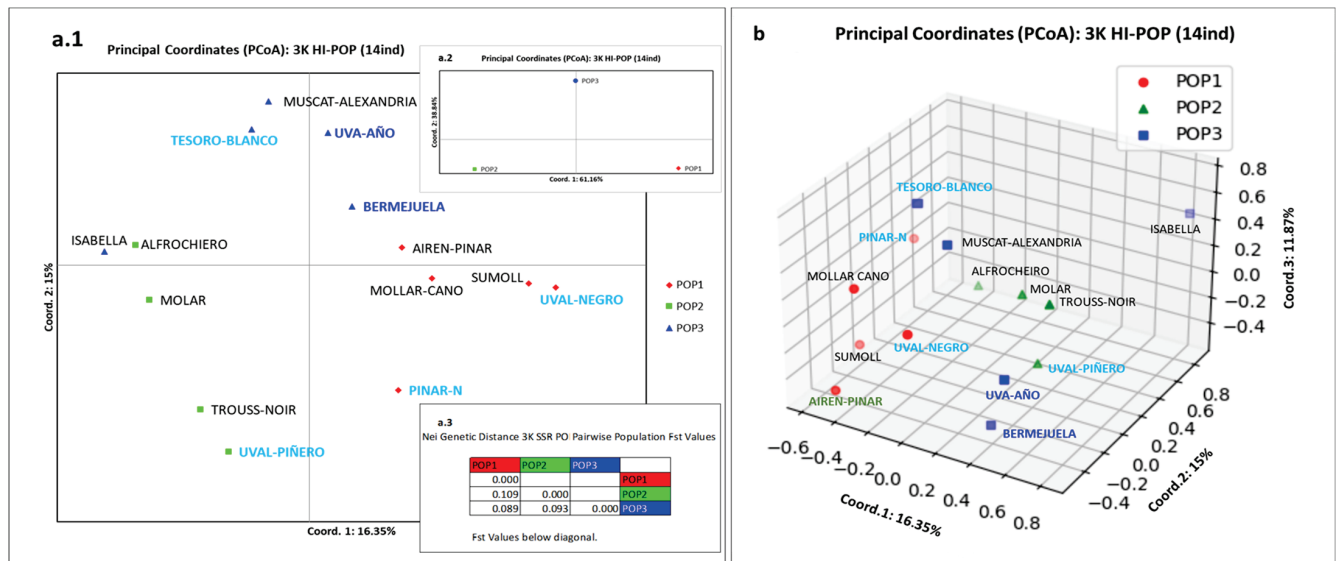 a.1
Principal Coordinates (PCoA): 3K HI-POP (14ind)
MUSCAT-ALEXANDRIA
TESORO-BLANCO
UVA-AÑO
BERMEJUELA
ISABELLA
ALFROCHIERO
AIREN-PINAR
MOLLAR-CANO
SUMOLL
UVAL-NEGRO
MOLAR
PINAR-N
TROUSS-NOIR
UVAL-PIÑERO
Coord. 2: 15%
Coord. 1: 16.35%
POP1
POP2
POP3
a.2
Principal Coordinates (PCoA): 3K HI-POP (14ind)
POP3
POP2
POP1
Coord. 2: 38.84%
Coord. 1: 61.16%
a.3
Nei Genetic Distance 3K SSR PO Pairwise Population Fst Values
POP1 POP2 POP3
0.000 POP1
0.109 0.000 POP2
0.089 0.093 0.000 POP3
Fst Values below diagonal.
b
Principal Coordinates (PCoA): 3K HI-POP (14ind)
POP1
POP2
POP3
TESORO-BLANCO
PINAR-N
MUSCAT-ALEXANDRIA
ISABELLA
MOLLAR CANO
ALFROCHEIRO
MOLAR
TROUSS-NOIR
SUMOLL
UVAL-NEGRO
UVAL-PIÑERO
UVA-AÑO
AIREN-PINAR
BERMEJUELA
0.8
0.6
0.4
0.2
0.0
−0.2
−0.4
Coord.3: 11.87%
0.8
0.6
0.4
0.2
0.0
−0.2
−0.4
Coord.2: 15%
−0.6
−0.4
−0.2
0.0
0.2
0.4
0.6
0.8
Coord.1: 16.35%